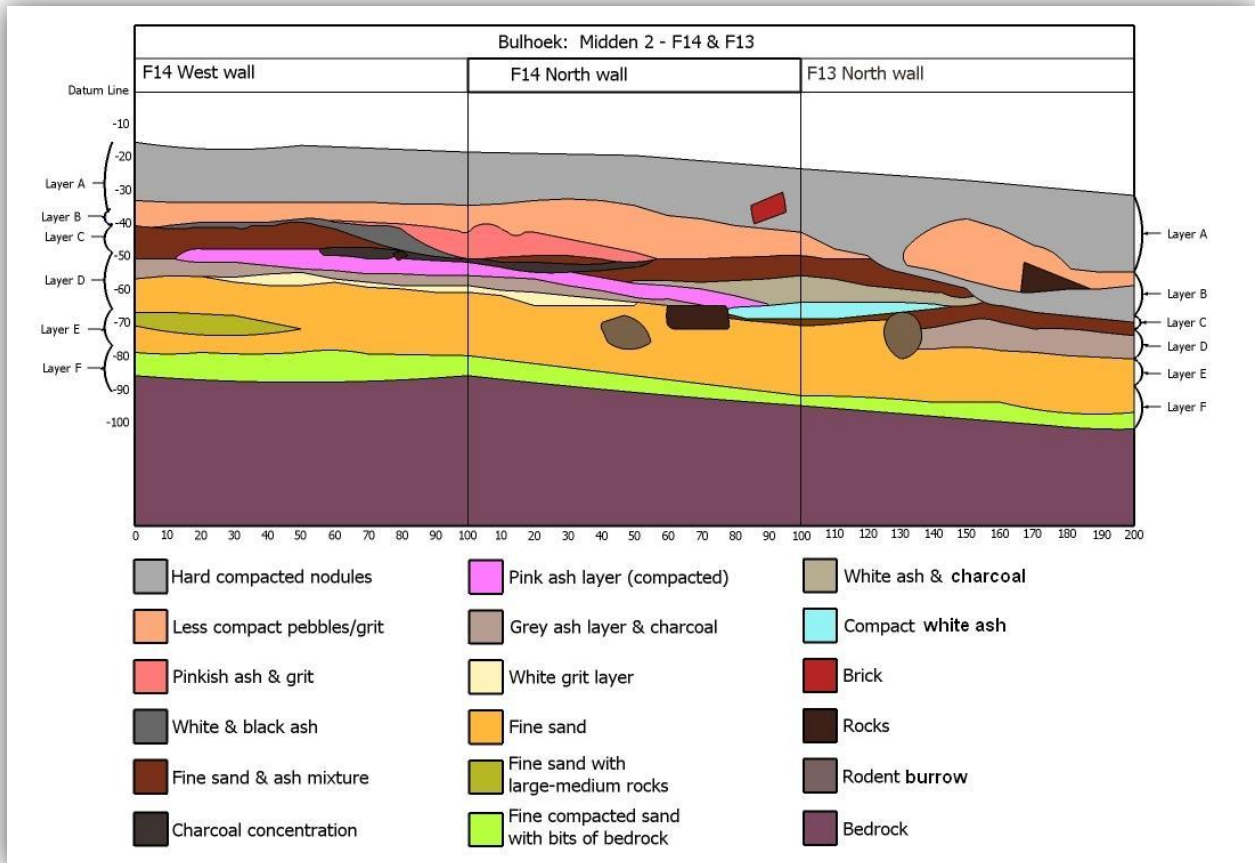 Bulhoek: Midden 2 - F14 & F13
F14 West wall
F14 North wall
F13 North wall
Datum Line
-10
-20
-30
-40
-50
-60
-70
-80
-90
-100
Layer A
Layer B
Layer C
Layer D
Layer E
Layer F
Layer A
Layer B
Layer C
Layer D
Layer E
Layer F
0 10 20 30 40 50 60 70 80 90 100 10 20 30 40 50 60 70 80 90 100 110 120 130 140 150 160 170 180 190 200
Hard compacted nodules
Less compact pebbles/grit
Pinkish ash & grit
White & black ash
Fine sand & ash mixture
Charcoal concentration
Pink ash layer (compacted)
Grey ash layer & charcoal
White grit layer
Fine sand
Fine sand with
large-medium rocks
Fine compacted sand
with bits of bedrock
White ash & charcoal
Compact white ash
Brick
Rocks
Rodent burrow
Bedrock